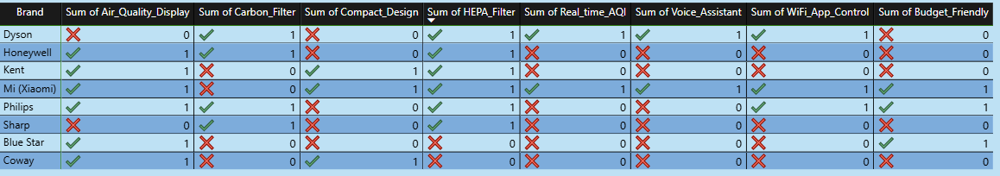 Brand Sum of Air_Quality_Display Sum of Carbon_Filter Sum of Compact_Design Sum of HEPA_Filter Sum of Real_time_AQI Sum of Voice_Assistant Sum of WiFi_App_Control Sum of Budget_Friendly
Dyson 0 1 0 1 1 1 1 0
Honeywell 1 1 0 1 0 0 0 0
Kent 1 0 1 1 0 0 0 0
Mi (Xiaomi) 1 0 1 1 1 1 1 1
Philips 1 1 0 1 0 0 1 1
Sharp 0 1 0 1 0 0 0 0
Blue Star 1 0 0 0 0 0 0 1
Coway 1 0 1 0 0 0 0 0